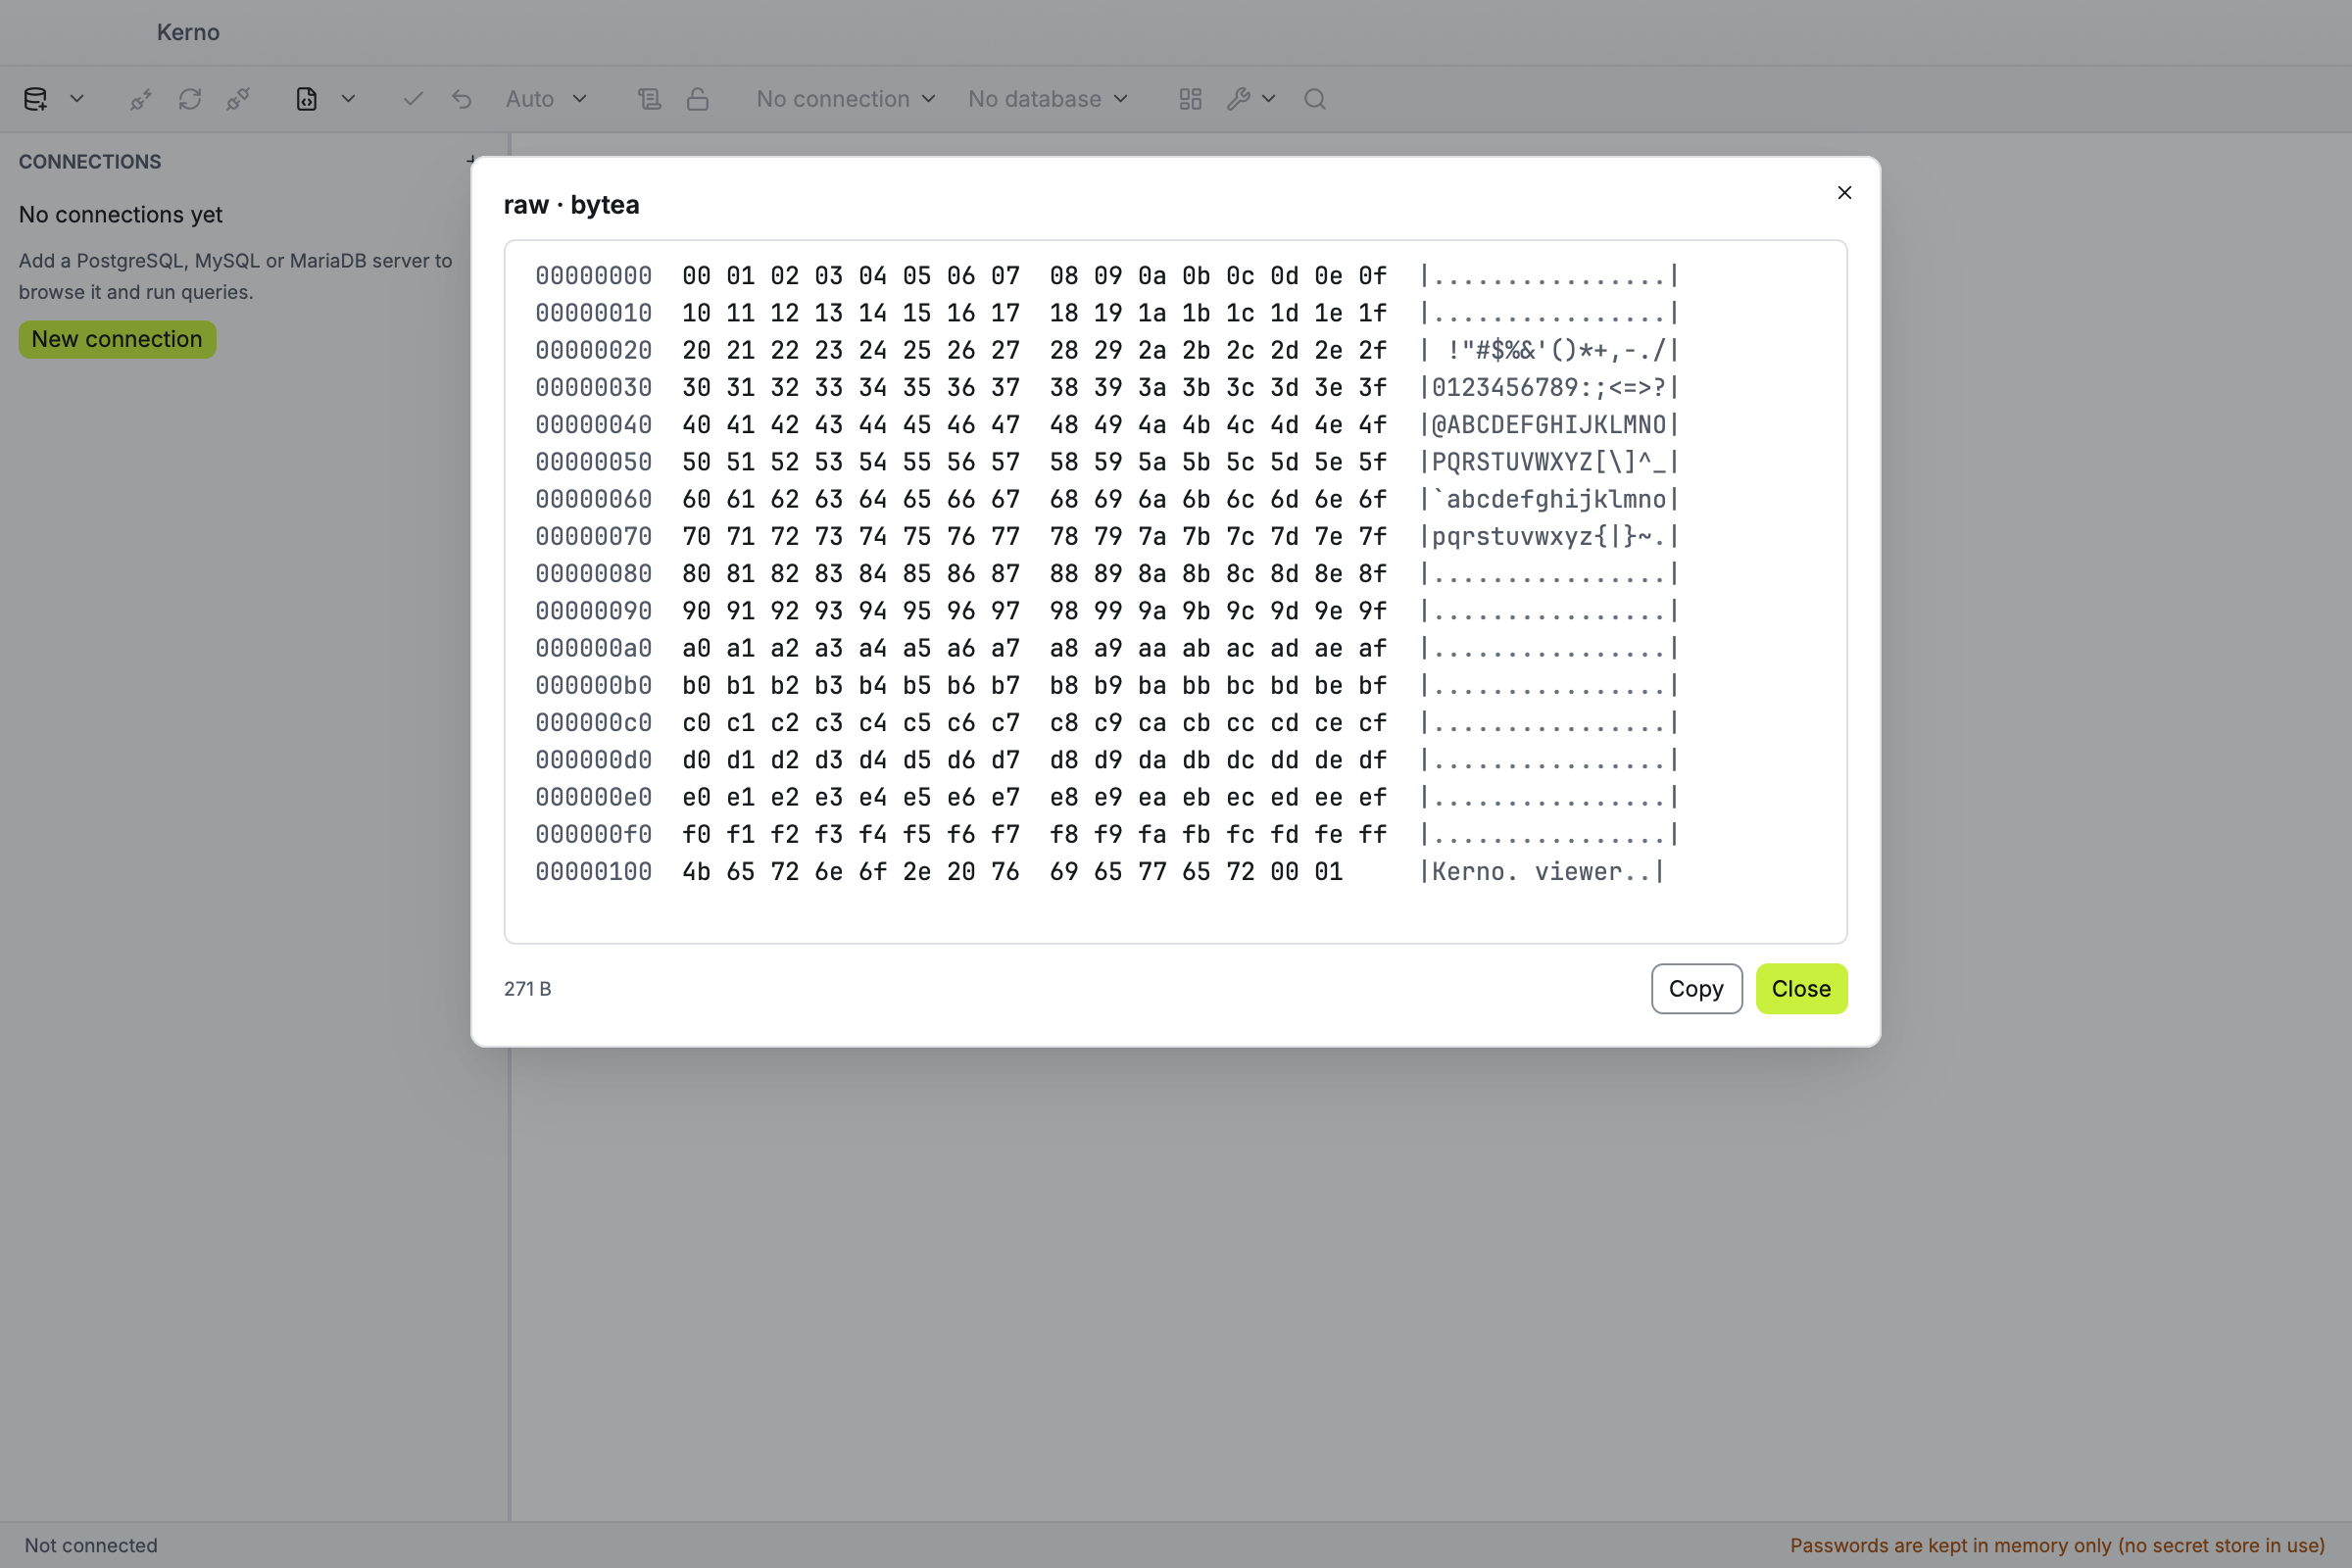 Kerno
Auto No connection No database
CONNECTIONS
No connections yet
Add a PostgreSQL, MySQL or MariaDB server to
browse it and run queries.
New connection
raw · bytea
00000000  00 01 02 03 04 05 06 07  08 09 0a 0b 0c 0d 0e 0f  |................|
00000010  10 11 12 13 14 15 16 17  18 19 1a 1b 1c 1d 1e 1f  |................|
00000020  20 21 22 23 24 25 26 27  28 29 2a 2b 2c 2d 2e 2f  | !"#$%&'()*+,-./|
00000030  30 31 32 33 34 35 36 37  38 39 3a 3b 3c 3d 3e 3f  |0123456789:;<=>?|
00000040  40 41 42 43 44 45 46 47  48 49 4a 4b 4c 4d 4e 4f  |@ABCDEFGHIJKLMNO|
00000050  50 51 52 53 54 55 56 57  58 59 5a 5b 5c 5d 5e 5f  |PQRSTUVWXYZ[\]^_|
00000060  60 61 62 63 64 65 66 67  68 69 6a 6b 6c 6d 6e 6f  |`abcdefghijklmno|
00000070  70 71 72 73 74 75 76 77  78 79 7a 7b 7c 7d 7e 7f  |pqrstuvwxyz{|}~.|
00000080  80 81 82 83 84 85 86 87  88 89 8a 8b 8c 8d 8e 8f  |................|
00000090  90 91 92 93 94 95 96 97  98 99 9a 9b 9c 9d 9e 9f  |................|
000000a0  a0 a1 a2 a3 a4 a5 a6 a7  a8 a9 aa ab ac ad ae af  |................|
000000b0  b0 b1 b2 b3 b4 b5 b6 b7  b8 b9 ba bb bc bd be bf  |................|
000000c0  c0 c1 c2 c3 c4 c5 c6 c7  c8 c9 ca cb cc cd ce cf  |................|
000000d0  d0 d1 d2 d3 d4 d5 d6 d7  d8 d9 da db dc dd de df  |................|
000000e0  e0 e1 e2 e3 e4 e5 e6 e7  e8 e9 ea eb ec ed ee ef  |................|
000000f0  f0 f1 f2 f3 f4 f5 f6 f7  f8 f9 fa fb fc fd fe ff  |................|
00000100  4b 65 72 6e 6f 2e 20 76  69 65 77 65 72 00 01     |Kerno. viewer..|
271 B
Copy Close
Not connected
Passwords are kept in memory only (no secret store in use)